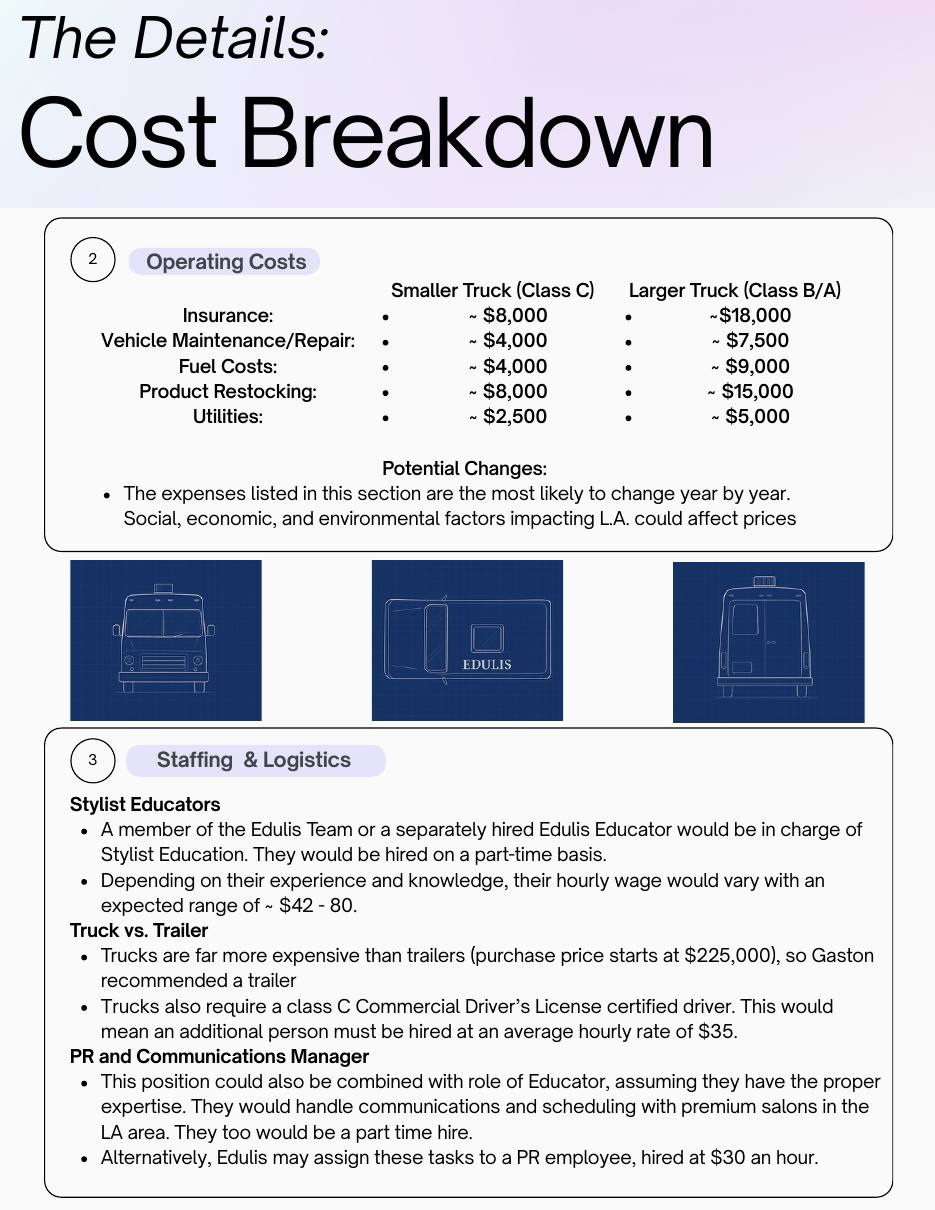 The Details:
Cost Breakdown
2
Operating Costs
Smaller Truck (Class C) Larger Truck (Class B/A)
Insurance: • ~ $8,000 • ~$18,000
Vehicle Maintenance/Repair: • ~ $4,000 • ~ $7,500
Fuel Costs: • ~ $4,000 • ~ $9,000
Product Restocking: • ~ $8,000 • ~ $15,000
Utilities: • ~ $2,500 • ~ $5,000
Potential Changes:
• The expenses listed in this section are the most likely to change year by year.
Social, economic, and environmental factors impacting L.A. could affect prices
EDULIS
3
Staffing & Logistics
Stylist Educators
• A member of the Edulis Team or a separately hired Edulis Educator would be in charge of
Stylist Education. They would be hired on a part-time basis.
• Depending on their experience and knowledge, their hourly wage would vary with an
expected range of ~ $42 - 80.
Truck vs. Trailer
• Trucks are far more expensive than trailers (purchase price starts at $225,000), so Gaston
recommended a trailer
• Trucks also require a class C Commercial Driver's License certified driver. This would
mean an additional person must be hired at an average hourly rate of $35.
PR and Communications Manager
• This position could also be combined with role of Educator, assuming they have the proper
expertise. They would handle communications and scheduling with premium salons in the
LA area. They too would be a part time hire.
• Alternatively, Edulis may assign these tasks to a PR employee, hired at $30 an hour.